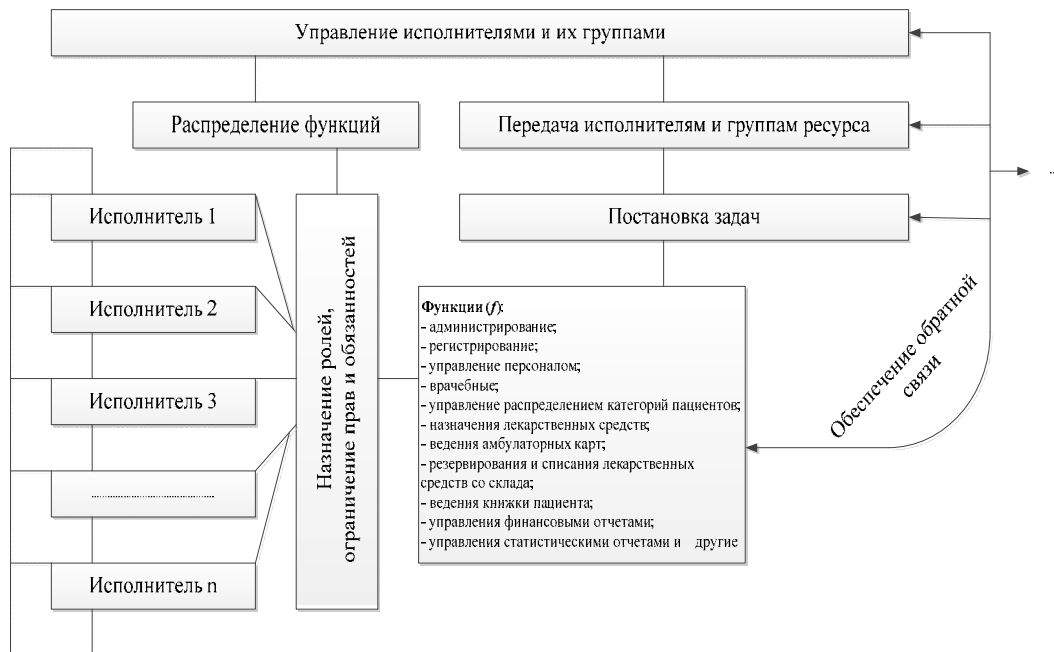 Управление исполнителями и их группами
Распределение функций
Передача исполнителям и группам ресурса
Исполнитель 1
Исполнитель 2
Исполнитель 3
Исполнитель n
Назначение ролей,
ограничение прав и обязанностей
Постановка задач
Функции (f):
- администрирование;
- регистрирование;
- управление персоналом;
- врачебные;
- управление распределением категорий пациентов;
- назначения лекарственных средств;
- ведения амбулаторных карт;
- резервирования и списания лекарственных
средств со склада;
- ведения книжки пациента;
- управления финансовыми отчетами;
- управления статистическими отчетами и другие
Обеспечение обратной
связи